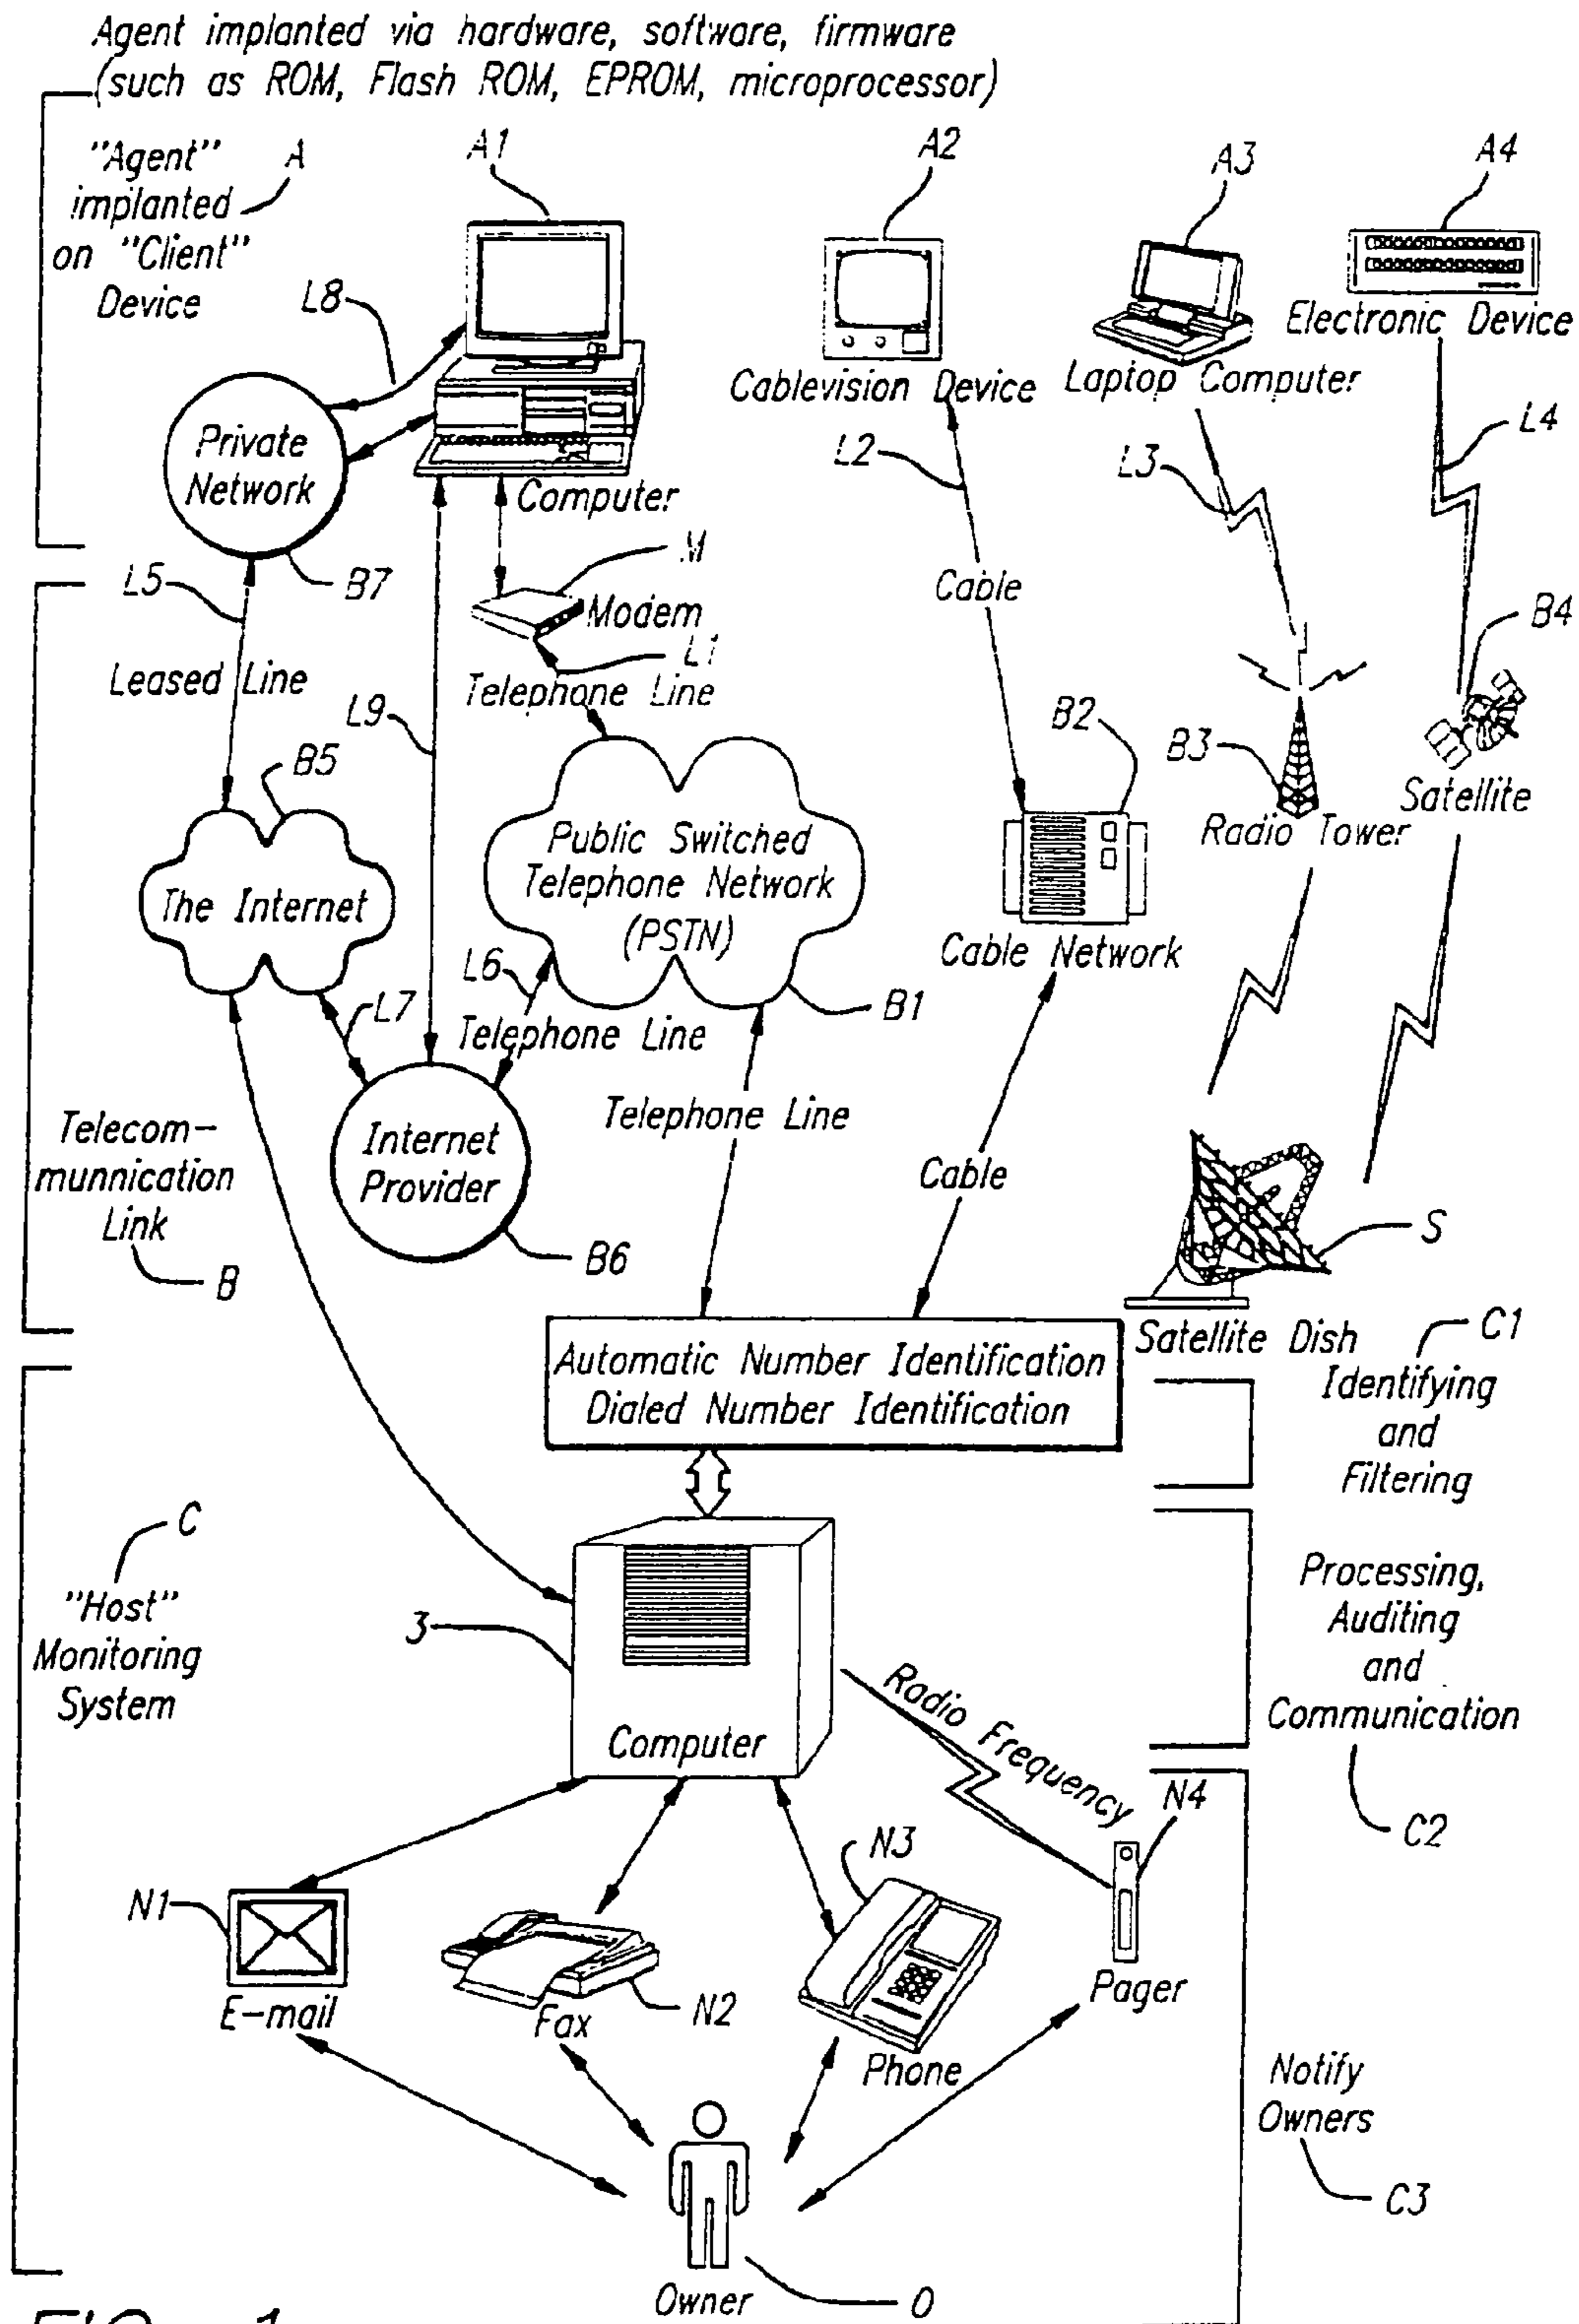 Agent implanted via hardware, software, firmware
(such as ROM, Flash ROM, EPROM, microprocessor)
"Agent"
implanted
on "Client"
Device
A
A1
A2
A3
A4
L8
Private
Network
Computer
Cablevision Device
Laptop Computer
Electronic Device
L2
L3
L4
L5
B7
M
Modem
Cable
B4
Leased Line
L1
Telephone Line
L9
B5
B2
B3
Satellite
Radio Tower
Public Switched
Telephone Network
(PSTN)
The Internet
Cable Network
L6
L7
B1
Telephone Line
Telephone Line
Internet
Provider
Cable
Telecom-
munnication
Link
B
B6
S
Satellite Dish
Automatic Number Identification
Dialed Number Identification
C1
Identifying
and
Filtering
C
"Host"
Monitoring
System
3
Computer
Processing,
Auditing
and
Communication
C2
Radio Frequency
N4
N3
N1
E-mail
N2
Fax
Phone
Pager
Notify
Owners
C3
Owner
O
FIG. 1